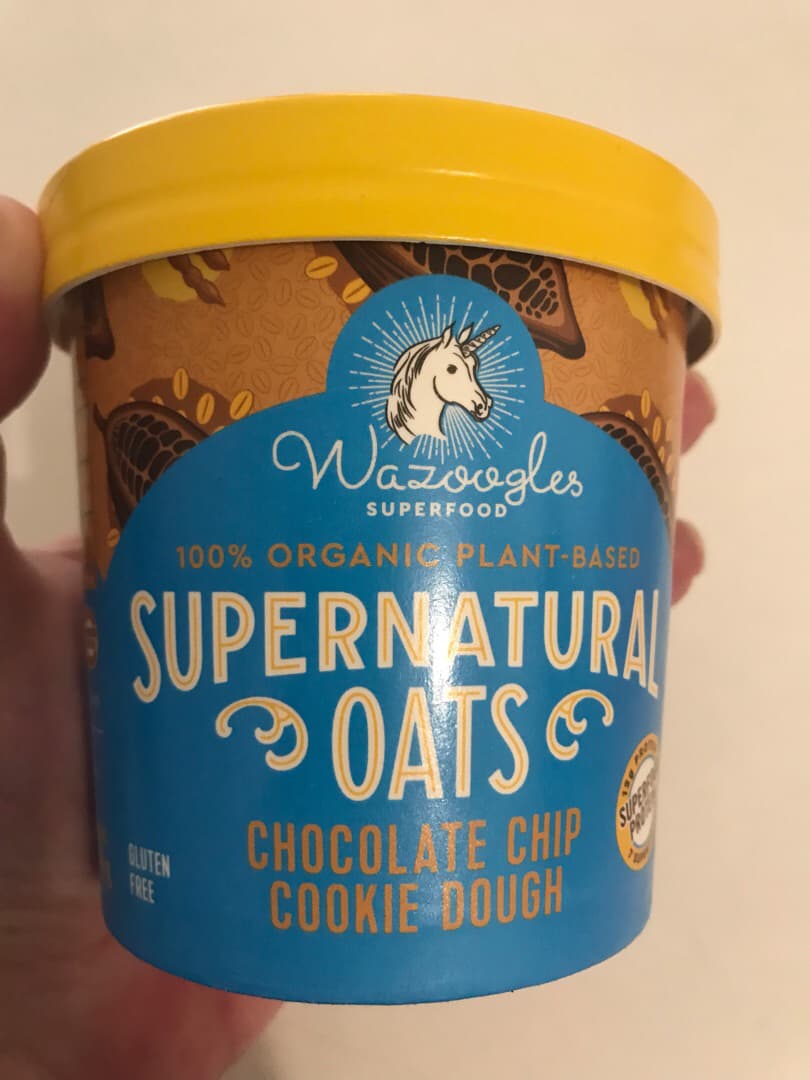 Wazoogles
SUPERFOOD
100% ORGANIC PLANT-BASED
SUPERNATURAL
OATS
CHOCOLATE CHIP
COOKIE DOUGH
GLUTEN
FREE